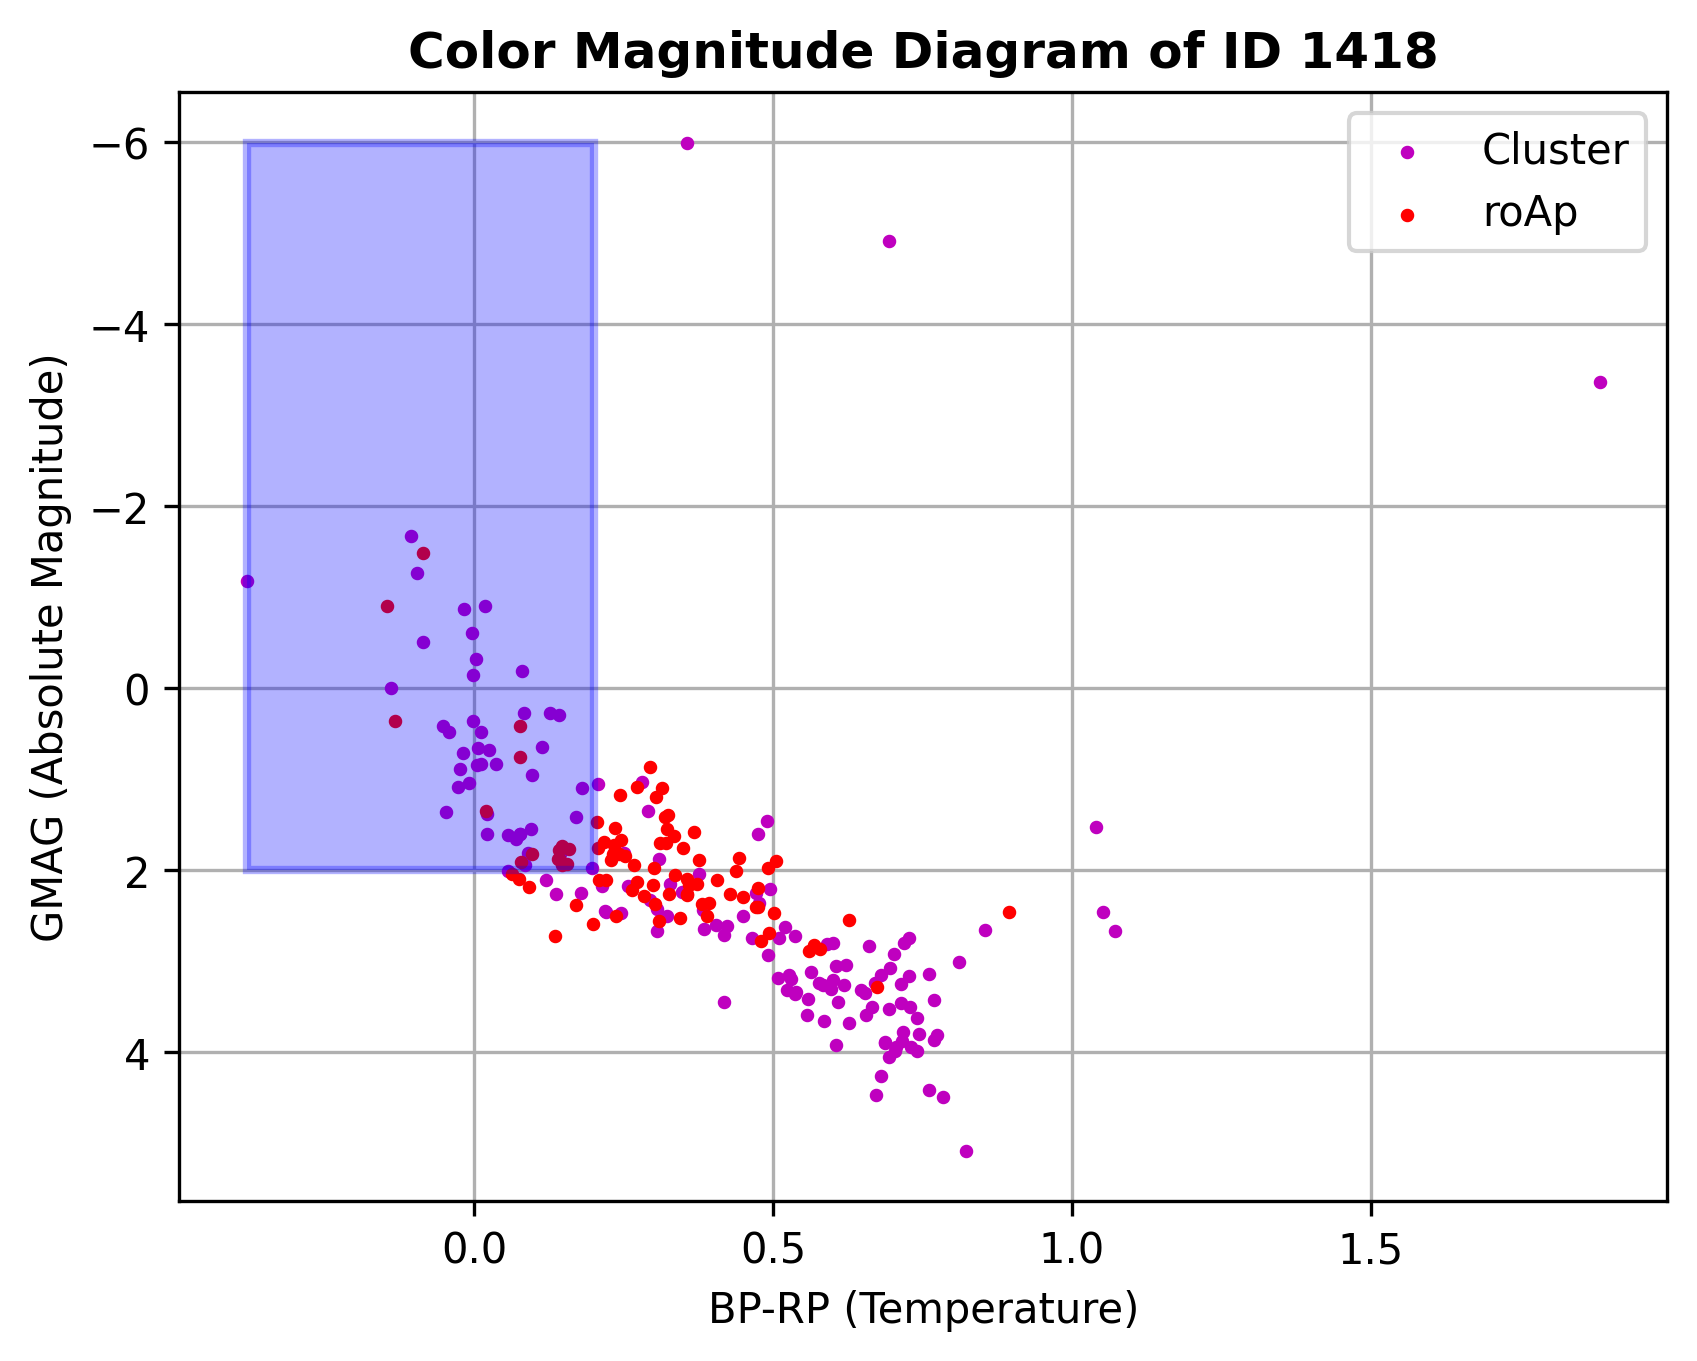 Color Magnitude Diagram of ID 1418
Cluster
roAp
−6
−4
−2
0
2
4
GMAG (Absolute Magnitude)
0.0 0.5 1.0 1.5
BP-RP (Temperature)